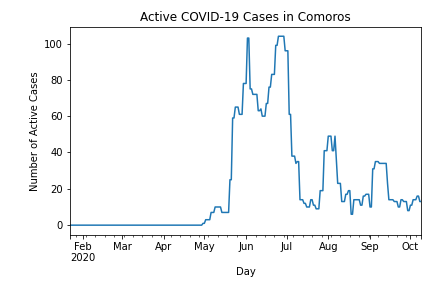 Active COVID-19 Cases in Comoros
Number of Active Cases
100
80
60
40
20
0
Feb Mar Apr May Jun Jul Aug Sep Oct
2020
Day